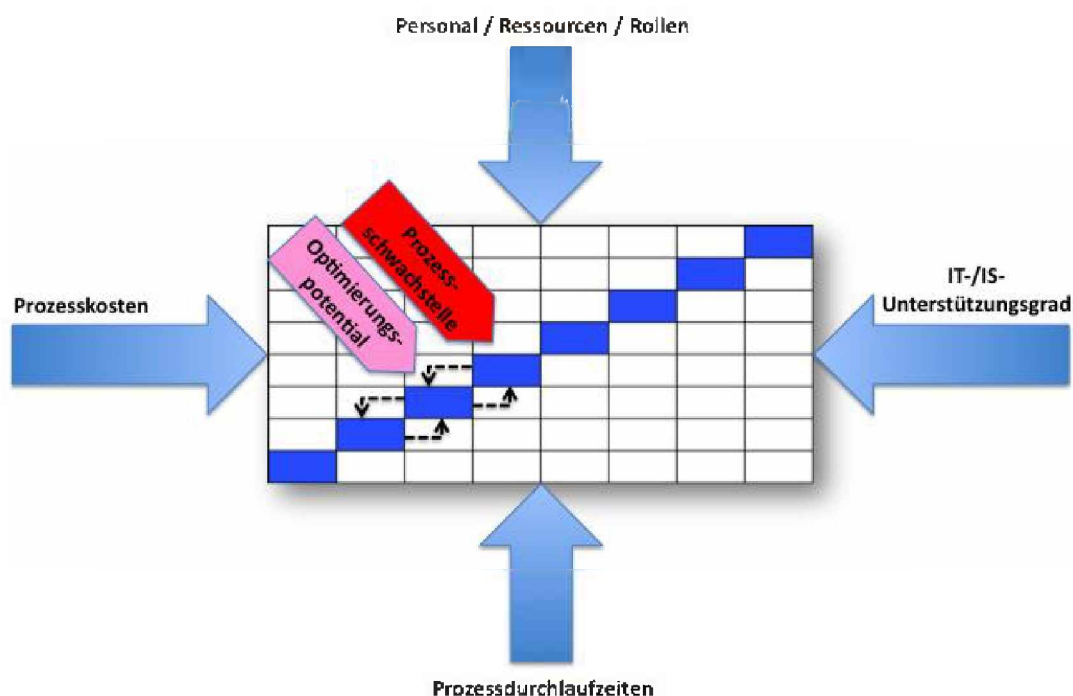 Personal / Ressourcen / Rollen
Prozess-
schwachstelle
Optimierungs-
potential
Prozesskosten
IT-/IS-
Unterstützungsgrad
Prozessdurchlaufzeiten